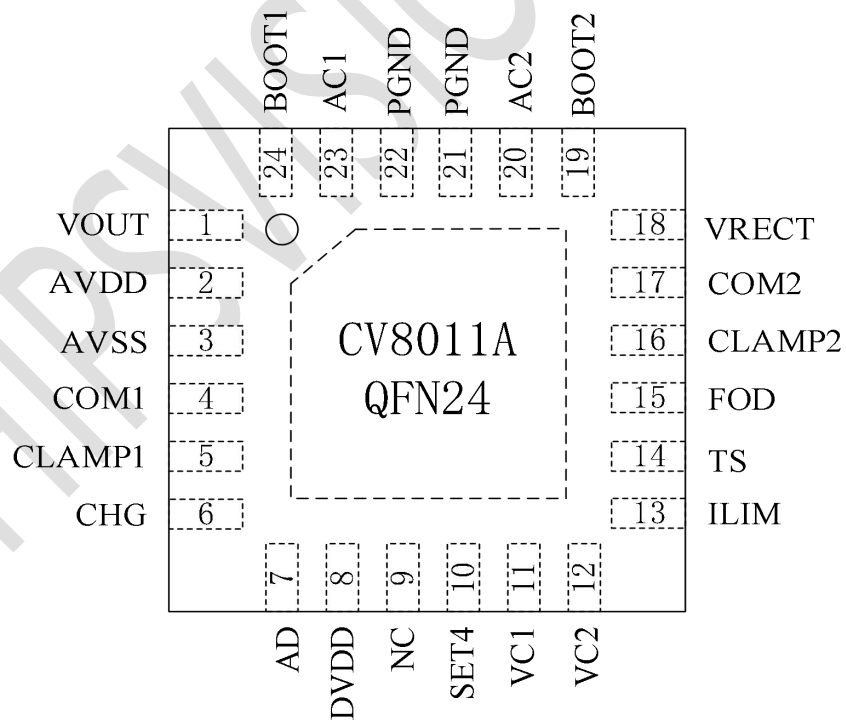 BOOT1
AC1
PGND
PGND
AC2
BOOT2
24
23
22
21
20
19
VOUT 1
18 VRECT
AVDD 2
17 COM2
AVSS 3
16 CLAMP2
COM1 4
15 FOD
CLAMP1 5
14 TS
CHG 6
13 ILIM
CV8011A
QFN24
7
8
9
10
11
12
AD
DVDD
NC
SET4
VC1
VC2